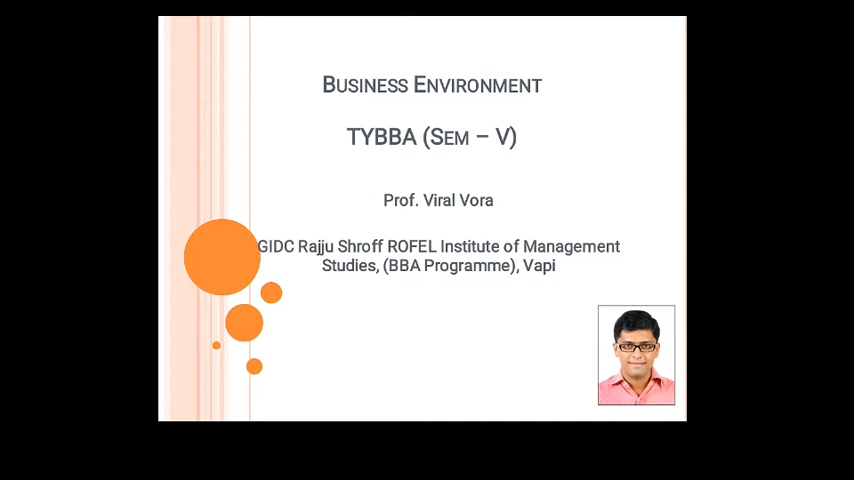 BUSINESS ENVIRONMENT
TYBBA (SEM – V)
Prof. Viral Vora
GIDC Rajju Shroff ROFEL Institute of Management
Studies, (BBA Programme), Vapi